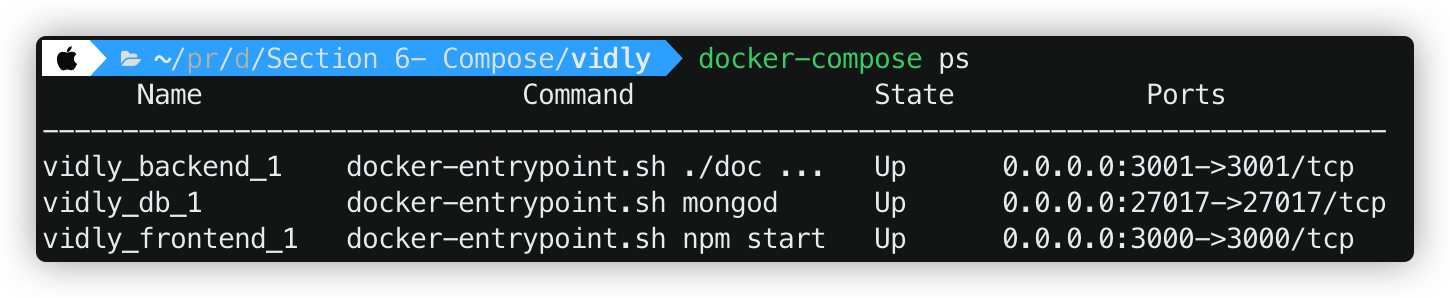 ~/pr/d/Section 6- Compose/vidly docker-compose ps
Name Command State Ports
------------------------------------------------------------------------------------
vidly_backend_1 docker-entrypoint.sh ./doc ... Up 0.0.0.0:3001->3001/tcp
vidly_db_1 docker-entrypoint.sh mongod Up 0.0.0.0:27017->27017/tcp
vidly_frontend_1 docker-entrypoint.sh npm start Up 0.0.0.0:3000->3000/tcp